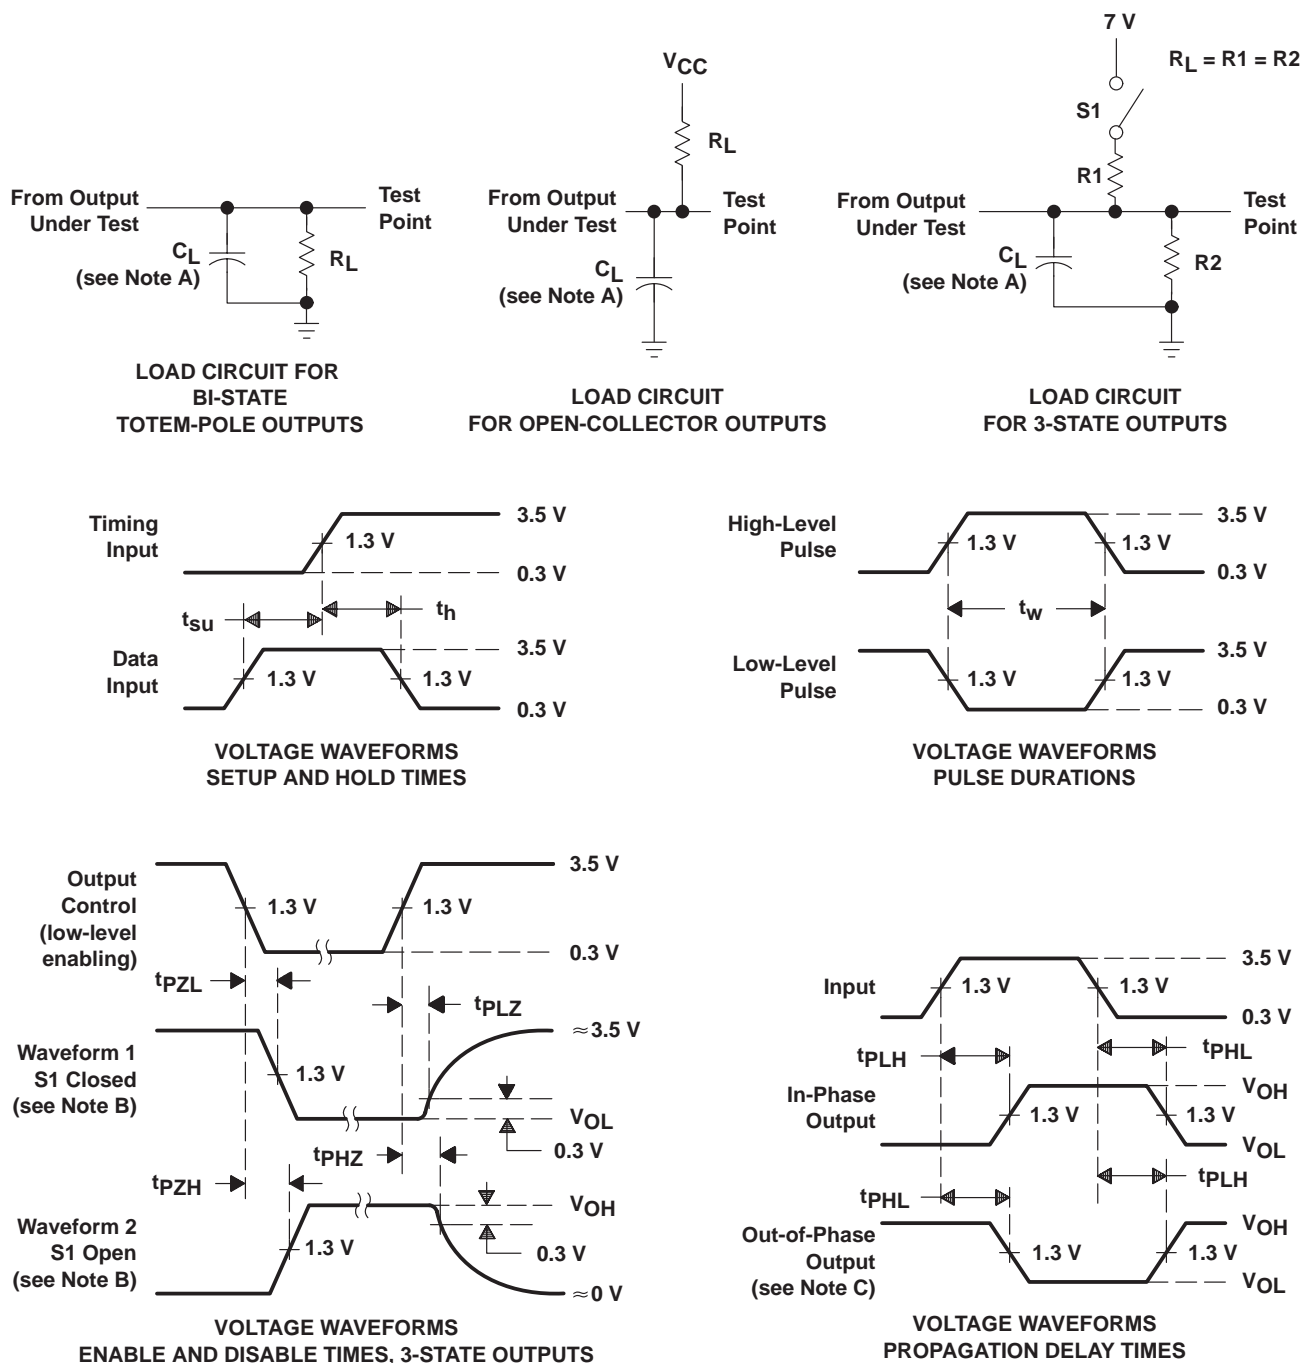 From Output
Under Test
CL
(see Note A)
RL
Test
Point
LOAD CIRCUIT FOR
BI-STATE
TOTEM-POLE OUTPUTS
VCC
RL
From Output
Under Test
Test
Point
CL
(see Note A)
LOAD CIRCUIT
FOR OPEN-COLLECTOR OUTPUTS
7 V
RL = R1 = R2
S1
R1
From Output
Under Test
Test
Point
CL
(see Note A)
R2
LOAD CIRCUIT
FOR 3-STATE OUTPUTS
Timing
Input
1.3 V
3.5 V
0.3 V
tsu
th
Data
Input
1.3 V
1.3 V
3.5 V
0.3 V
VOLTAGE WAVEFORMS
SETUP AND HOLD TIMES
High-Level
Pulse
1.3 V
1.3 V
3.5 V
0.3 V
tw
Low-Level
Pulse
1.3 V
1.3 V
3.5 V
0.3 V
VOLTAGE WAVEFORMS
PULSE DURATIONS
Output
Control
(low-level
enabling)
1.3 V
1.3 V
3.5 V
0.3 V
tPZL
tPLZ
Waveform 1
S1 Closed
(see Note B)
1.3 V
≈3.5 V
VOL
0.3 V
tPHZ
tPZH
Waveform 2
S1 Open
(see Note B)
1.3 V
VOH
0.3 V
≈0 V
VOLTAGE WAVEFORMS
ENABLE AND DISABLE TIMES, 3-STATE OUTPUTS
Input
1.3 V
1.3 V
3.5 V
0.3 V
tPLH
tPHL
In-Phase
Output
1.3 V
1.3 V
VOH
VOL
tPHL
tPLH
Out-of-Phase
Output
(see Note C)
1.3 V
1.3 V
VOH
VOL
VOLTAGE WAVEFORMS
PROPAGATION DELAY TIMES